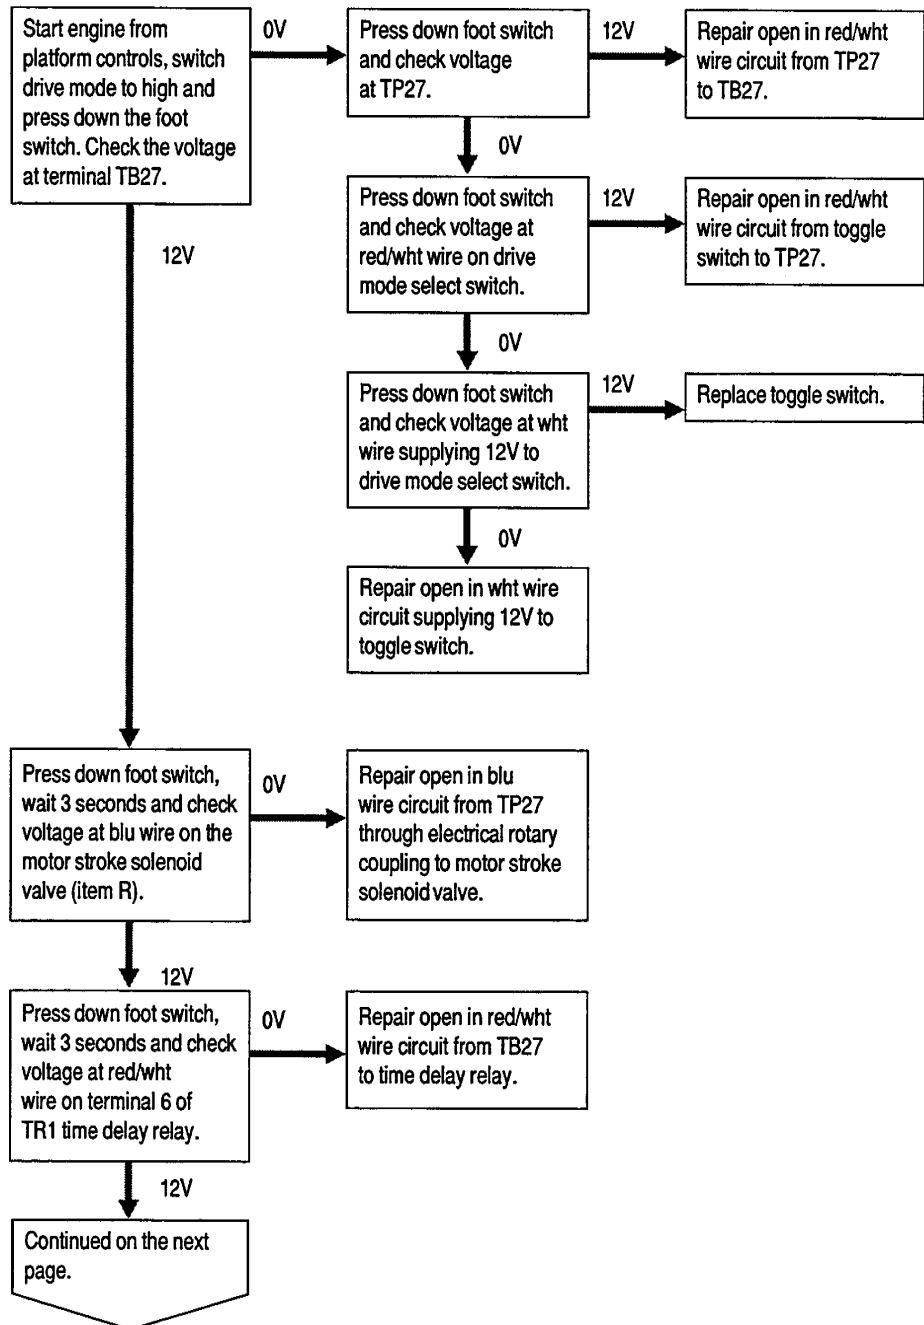 Start engine from
platform controls, switch
drive mode to high and
press down the foot
switch. Check the voltage
at terminal TB27.
0V
Press down foot switch
and check voltage
at TP27.
12V
Repair open in red/wht
wire circuit from TP27
to TB27.
0V
Press down foot switch
and check voltage at
red/wht wire on drive
mode select switch.
12V
Repair open in red/wht
wire circuit from toggle
switch to TP27.
0V
Press down foot switch
and check voltage at wht
wire supplying 12V to
drive mode select switch.
12V
Replace toggle switch.
0V
Repair open in wht wire
circuit supplying 12V to
toggle switch.
12V
Press down foot switch,
wait 3 seconds and check
voltage at blu wire on the
motor stroke solenoid
valve (item R).
0V
Repair open in blu
wire circuit from TP27
through electrical rotary
coupling to motor stroke
solenoid valve.
12V
Press down foot switch,
wait 3 seconds and check
voltage at red/wht
wire on terminal 6 of
TR1 time delay relay.
0V
Repair open in red/wht
wire circuit from TB27
to time delay relay.
12V
Continued on the next
page.